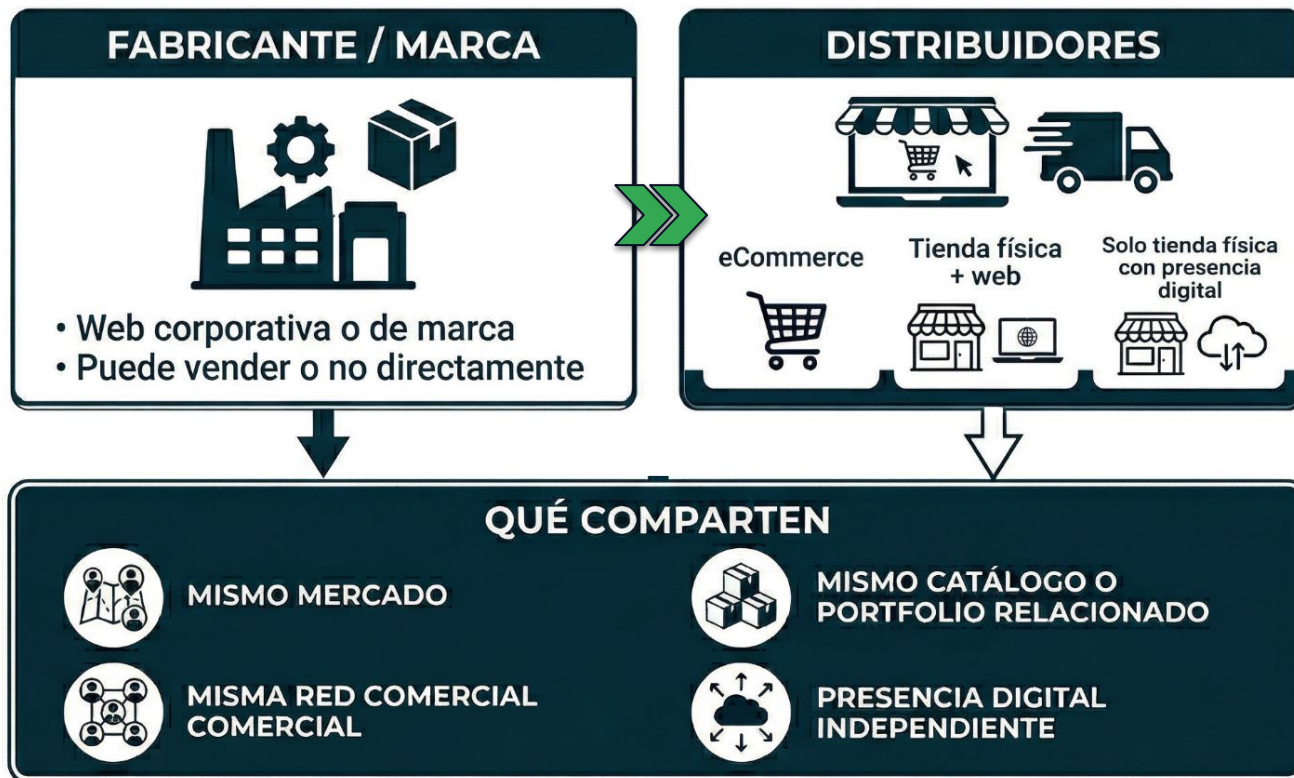 FABRICANTE / MARCA
• Web corporativa o de marca
• Puede vender o no directamente
DISTRIBUIDORES
eCommerce
Tienda física
+ web
Solo tienda física
con presencia
digital
QUÉ COMPARTEN
MISMO MERCADO
MISMO CATÁLOGO O
PORTFOLIO RELACIONADO
MISMA RED COMERCIAL
COMERCIAL
PRESENCIA DIGITAL
INDEPENDIENTE